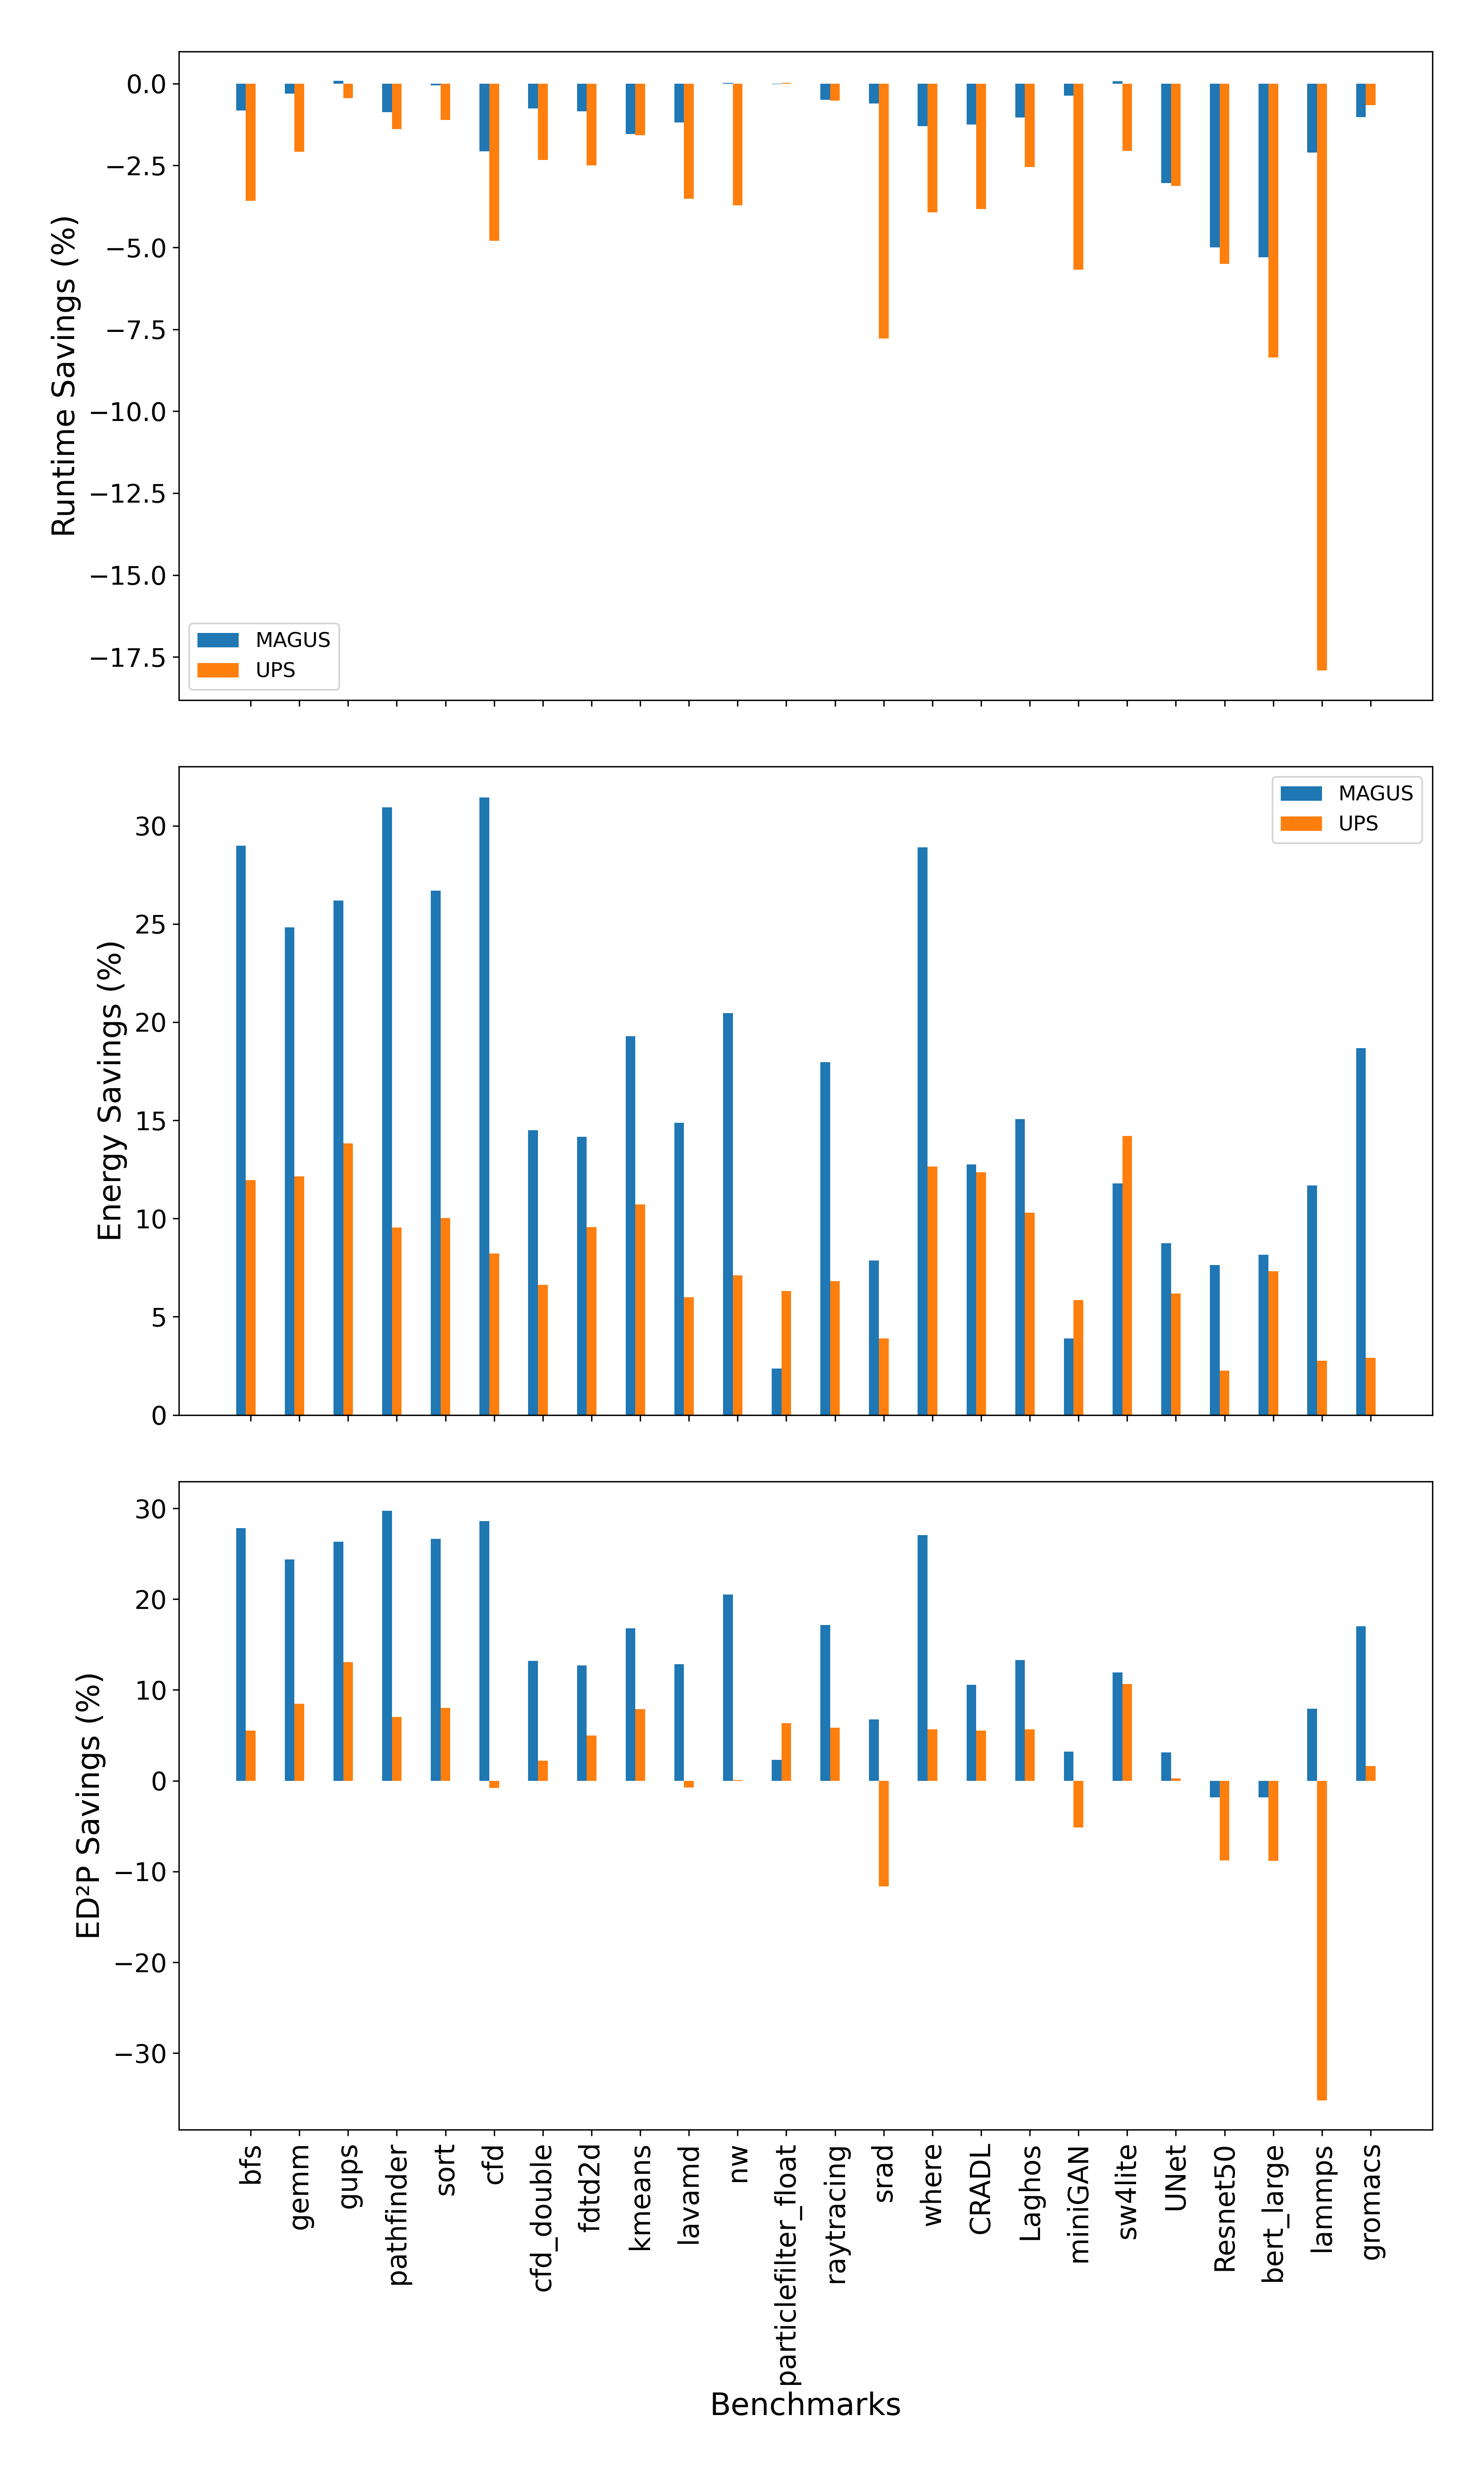 0.0
−2.5
−5.0
−7.5
−10.0
−12.5
−15.0
−17.5
Runtime Savings (%)
MAGUS
UPS
30
25
20
15
10
5
0
Energy Savings (%)
MAGUS
UPS
30
20
10
0
−10
−20
−30
ED²P Savings (%)
bfs
gemm
gups
pathfinder
sort
cfd
cfd_double
fdtd2d
kmeans
lavamd
nw
particlefilter_float
raytracing
srad
where
CRADL
Laghos
miniGAN
sw4lite
UNet
Resnet50
bert_large
lammps
gromacs
Benchmarks